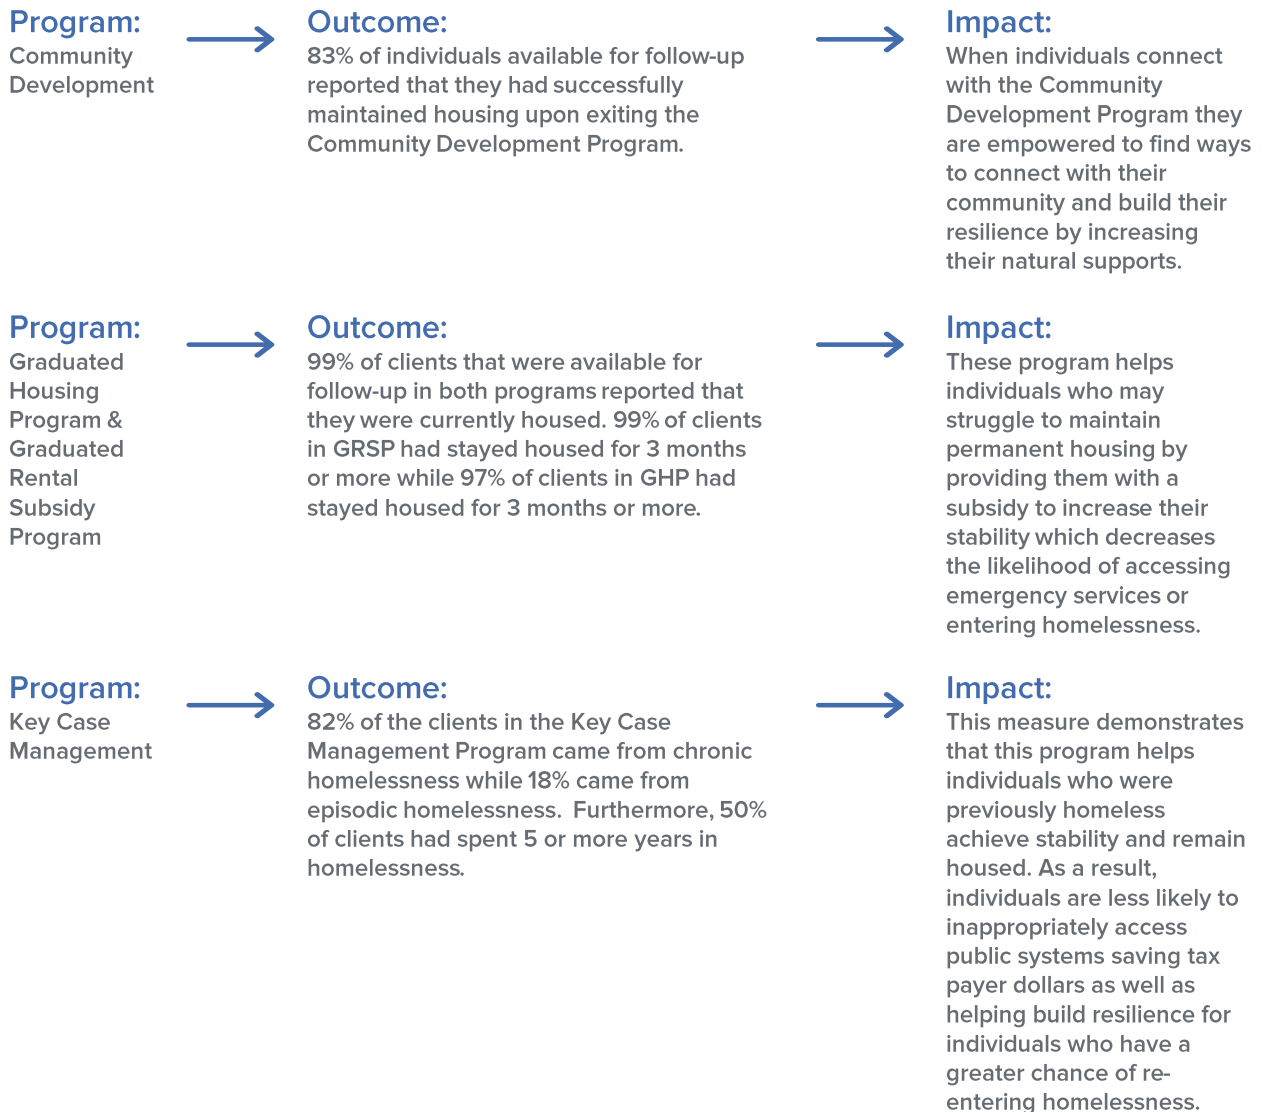 Program:
Community
Development
Outcome:
83% of individuals available for follow-up
reported that they had successfully
maintained housing upon exiting the
Community Development Program.
Impact:
When individuals connect
with the Community
Development Program they
are empowered to find ways
to connect with their
community and build their
resilience by increasing
their natural supports.
Program:
Graduated
Housing
Program &
Graduated
Rental
Subsidy
Program
Outcome:
99% of clients that were available for
follow-up in both programs reported that
they were currently housed. 99% of clients
in GRSP had stayed housed for 3 months
or more while 97% of clients in GHP had
stayed housed for 3 months or more.
Impact:
These program helps
individuals who may
struggle to maintain
permanent housing by
providing them with a
subsidy to increase their
stability which decreases
the likelihood of accessing
emergency services or
entering homelessness.
Program:
Key Case
Management
Outcome:
82% of the clients in the Key Case
Management Program came from chronic
homelessness while 18% came from
episodic homelessness.  Furthermore, 50%
of clients had spent 5 or more years in
homelessness.
Impact:
This measure demonstrates
that this program helps
individuals who were
previously homeless
achieve stability and remain
housed. As a result,
individuals are less likely to
inappropriately access
public systems saving tax
payer dollars as well as
helping build resilience for
individuals who have a
greater chance of re-
entering homelessness.